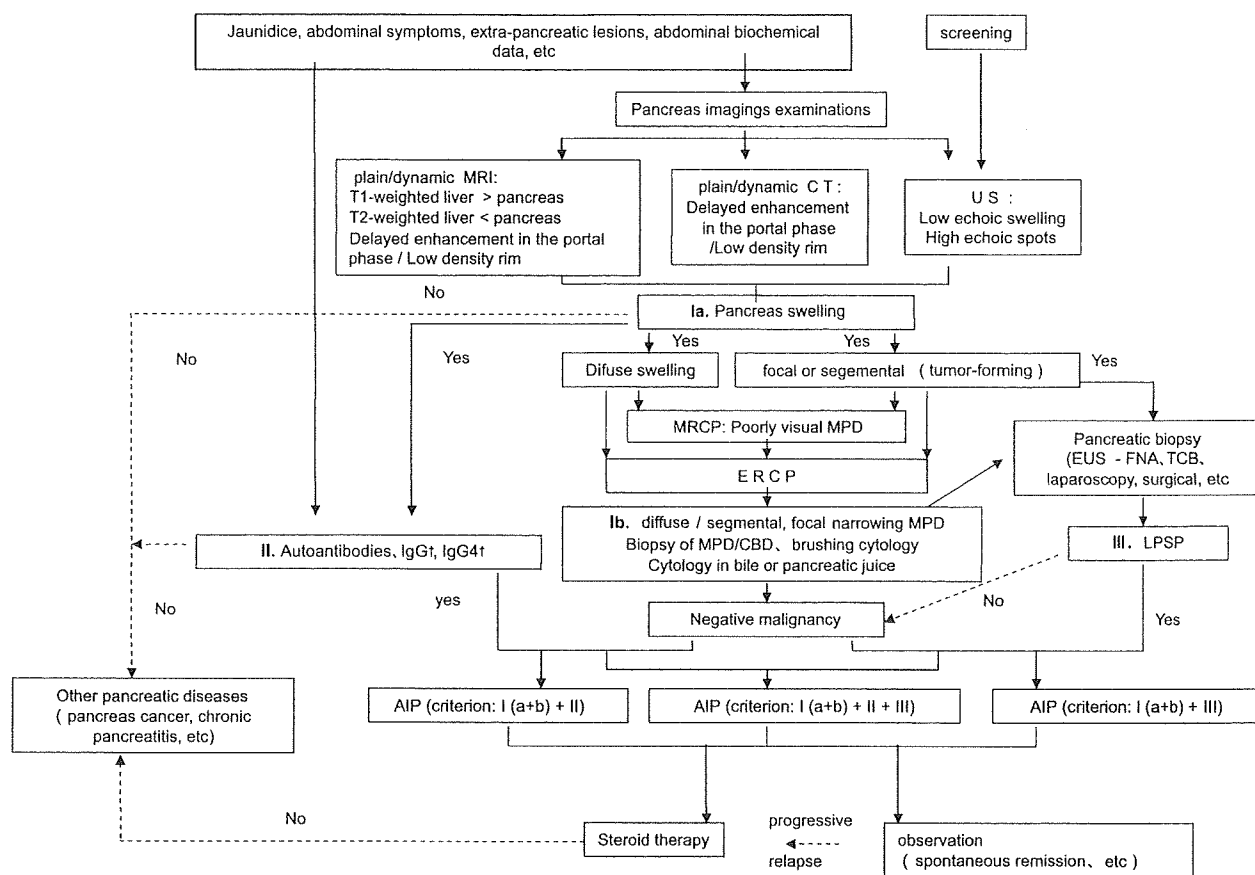 Jaunidice, abdominal symptoms, extra-pancreatic lesions, abdominal biochemical
data, etc
screening
Pancreas imagings examinations
plain/dynamic MRI:
T1-weighted liver > pancreas
T2-weighted liver < pancreas
Delayed enhancement in the portal
phase / Low density rim
plain/dynamic C T :
Delayed enhancement
in the portal phase
/Low density rim
U S :
Low echoic swelling
High echoic spots
No
Ia. Pancreas swelling
No
Yes
Yes
Yes
Yes
Difuse swelling
focal or segemental ( tumor-forming )
MRCP: Poorly visual MPD
Pancreatic biopsy
(EUS - FNA、TCB、
laparoscopy, surgical, etc
E R C P
Ib. diffuse / segmental, focal narrowing MPD
Biopsy of MPD/CBD、brushing cytology
Cytology in bile or pancreatic juice
II. Autoantibodies、IgG↑, IgG4↑
III. LPSP
No
yes
No
Yes
Negative malignancy
Other pancreatic diseases
( pancreas cancer, chronic
pancreatitis, etc)
AIP (criterion: I (a+b) + II)
AIP (criterion: I (a+b) + II + III)
AIP (criterion: I (a+b) + III)
No
Steroid therapy
progressive
relapse
observation
( spontaneous remission、etc )